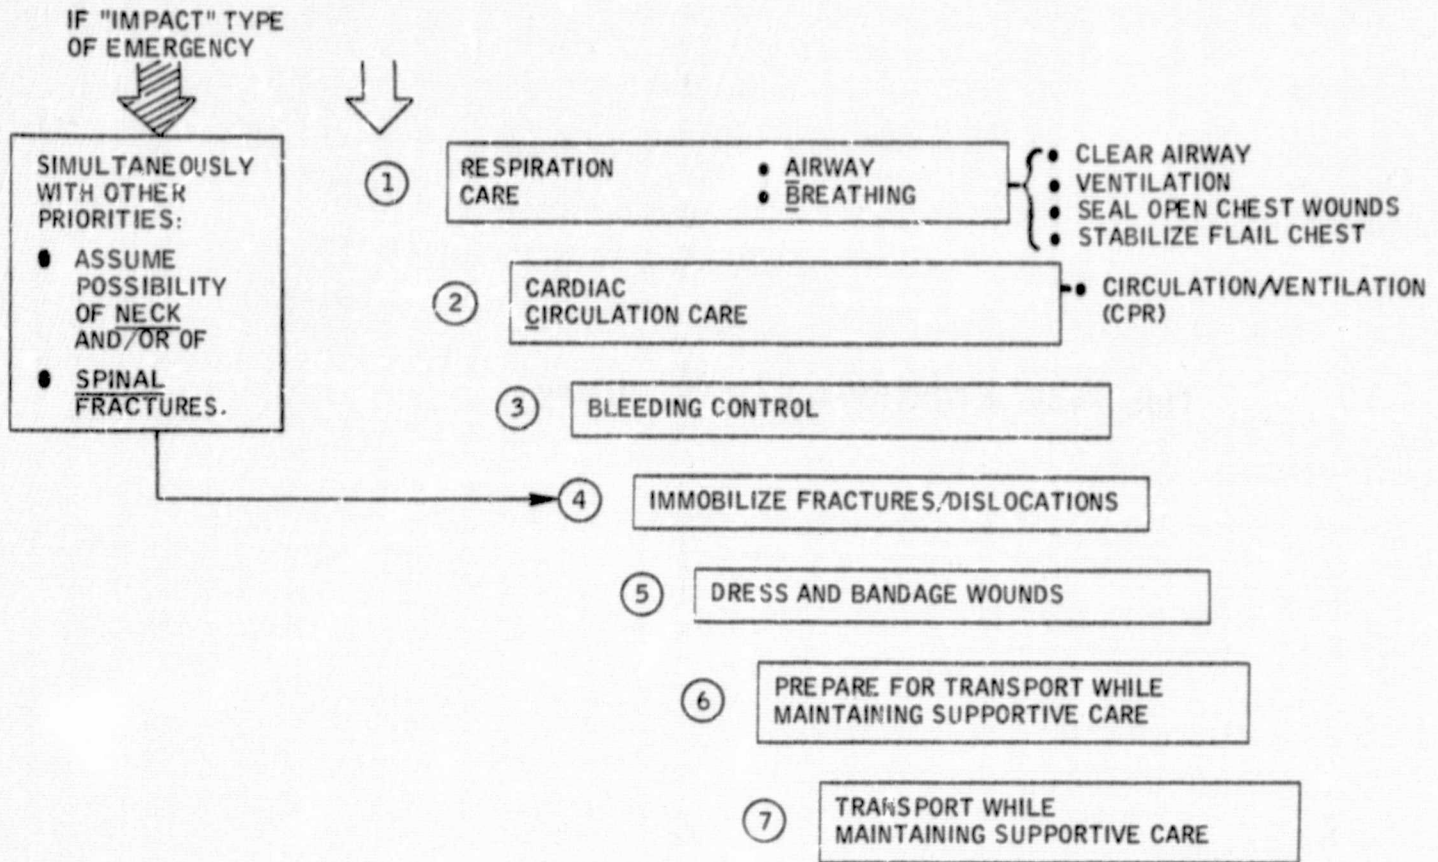 IF "IMPACT" TYPE
OF EMERGENCY
SIMULTANEOUSLY
WITH OTHER
PRIORITIES:
• ASSUME
POSSIBILITY
OF NECK
AND/OR OF
• SPINAL
FRACTURES.
1
RESPIRATION
CARE
• AIRWAY
• BREATHING
• CLEAR AIRWAY
• VENTILATION
• SEAL OPEN CHEST WOUNDS
• STABILIZE FLAIL CHEST
2
CARDIAC
CIRCULATION CARE
• CIRCULATION/VENTILATION
(CPR)
3
BLEEDING CONTROL
4
IMMOBILIZE FRACTURES/DISLOCATIONS
5
DRESS AND BANDAGE WOUNDS
6
PREPARE FOR TRANSPORT WHILE
MAINTAINING SUPPORTIVE CARE
7
TRANSPORT WHILE
MAINTAINING SUPPORTIVE CARE